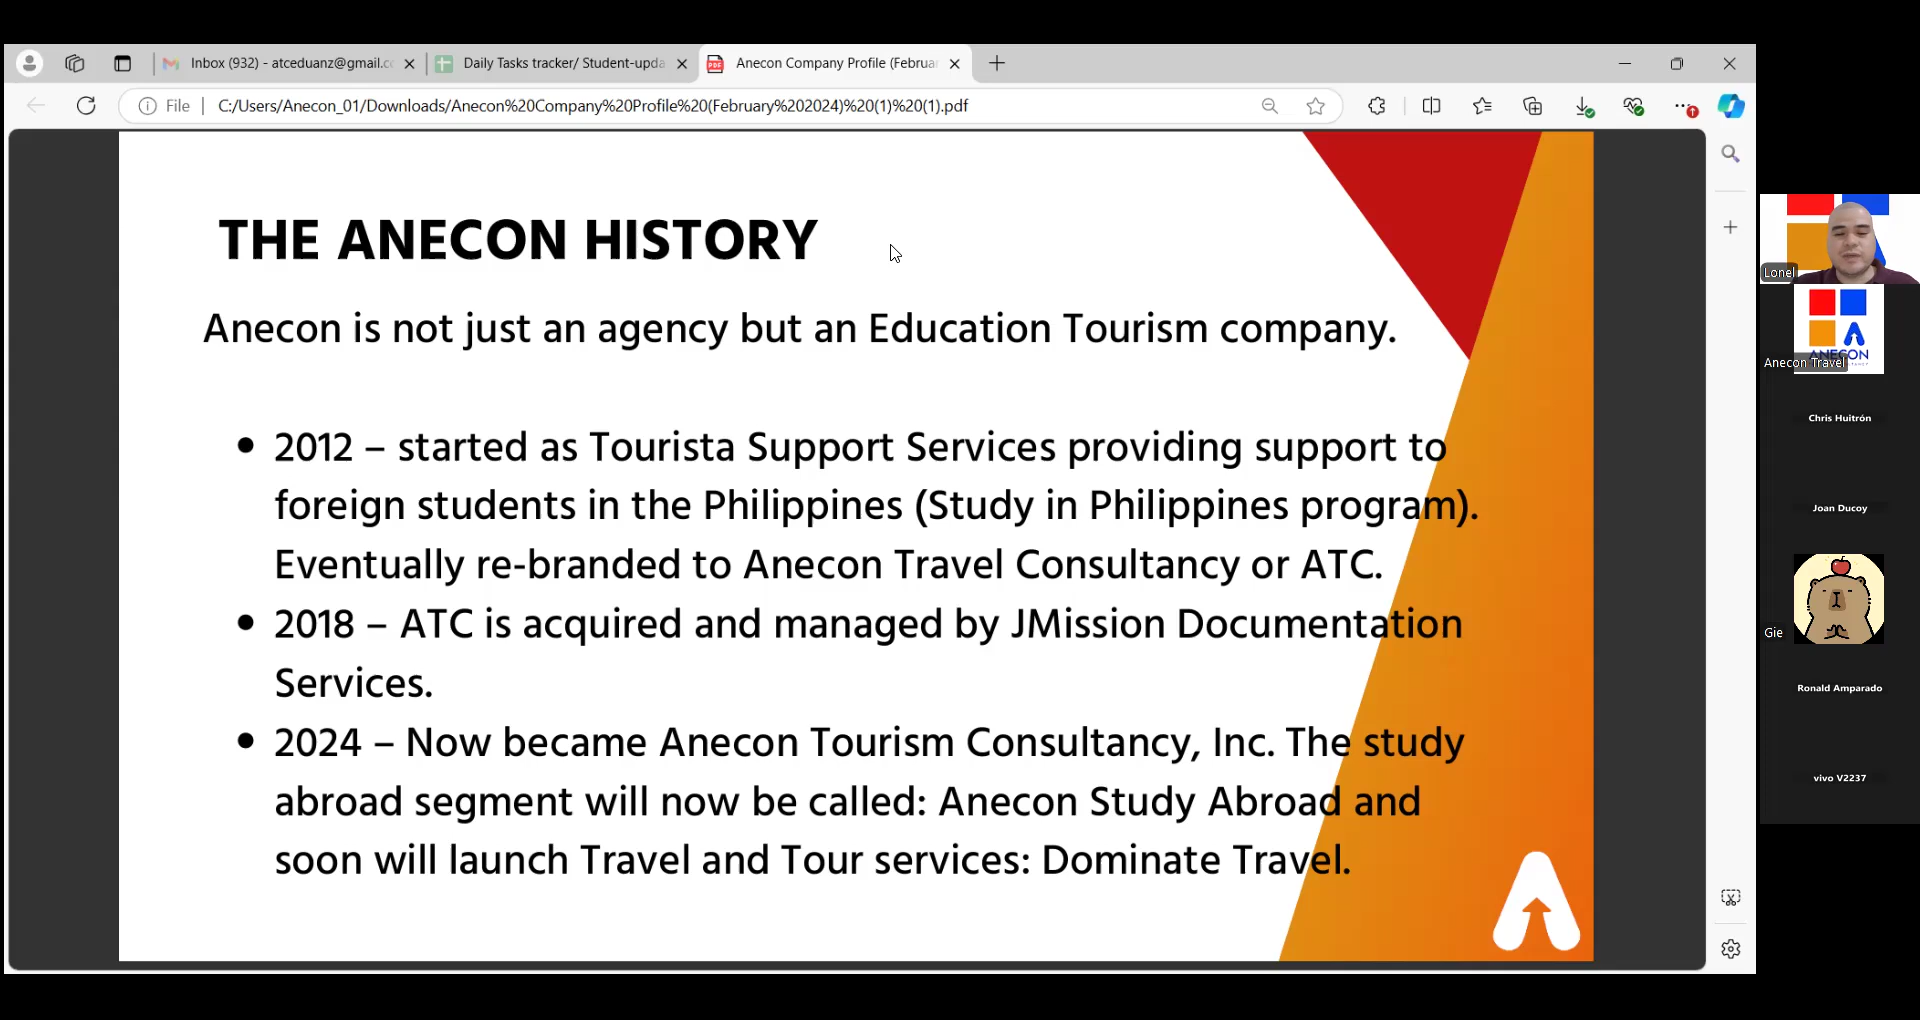 Inbox (932) - atceduanz@gmail.c
Daily Tasks tracker/ Student-upda
Anecon Company Profile (Februa
File
C:/Users/Anecon_01/Downloads/Anecon%20Company%20Profile%20(February%202024)%20(1)%20(1).pdf
THE ANECON HISTORY
Anecon is not just an agency but an Education Tourism company.
• 2012 – started as Tourista Support Services providing support to
foreign students in the Philippines (Study in Philippines program).
Eventually re-branded to Anecon Travel Consultancy or ATC.
• 2018 – ATC is acquired and managed by JMission Documentation
Services.
• 2024 – Now became Anecon Tourism Consultancy, Inc. The study
abroad segment will now be called: Anecon Study Abroad and
soon will launch Travel and Tour services: Dominate Travel.
Lonel
ANECON
Anecon Travel
Chris Huitrón
Joan Ducoy
Gie
Ronald Amparado
vivo V2237